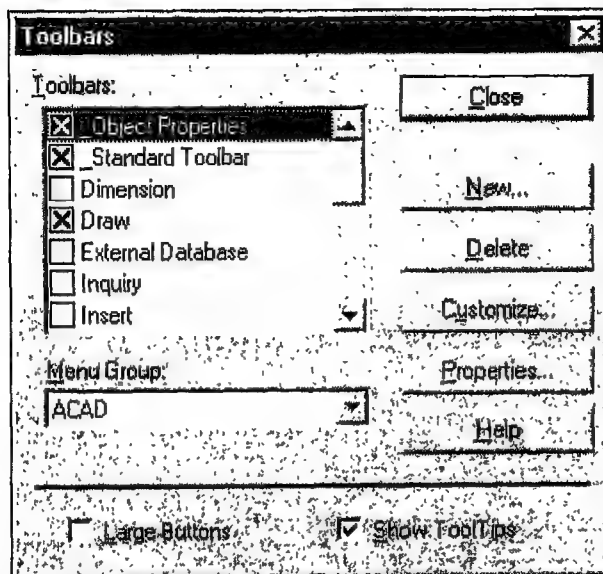 Toolbars
Toolbars:
_Object Properties
_Standard Toolbar
Dimension
Draw
External Database
Inquiry
Insert
Menu Group:
ACAD
Close
New...
Delete
Customize...
Properties...
Help
Large Buttons
Show ToolTips